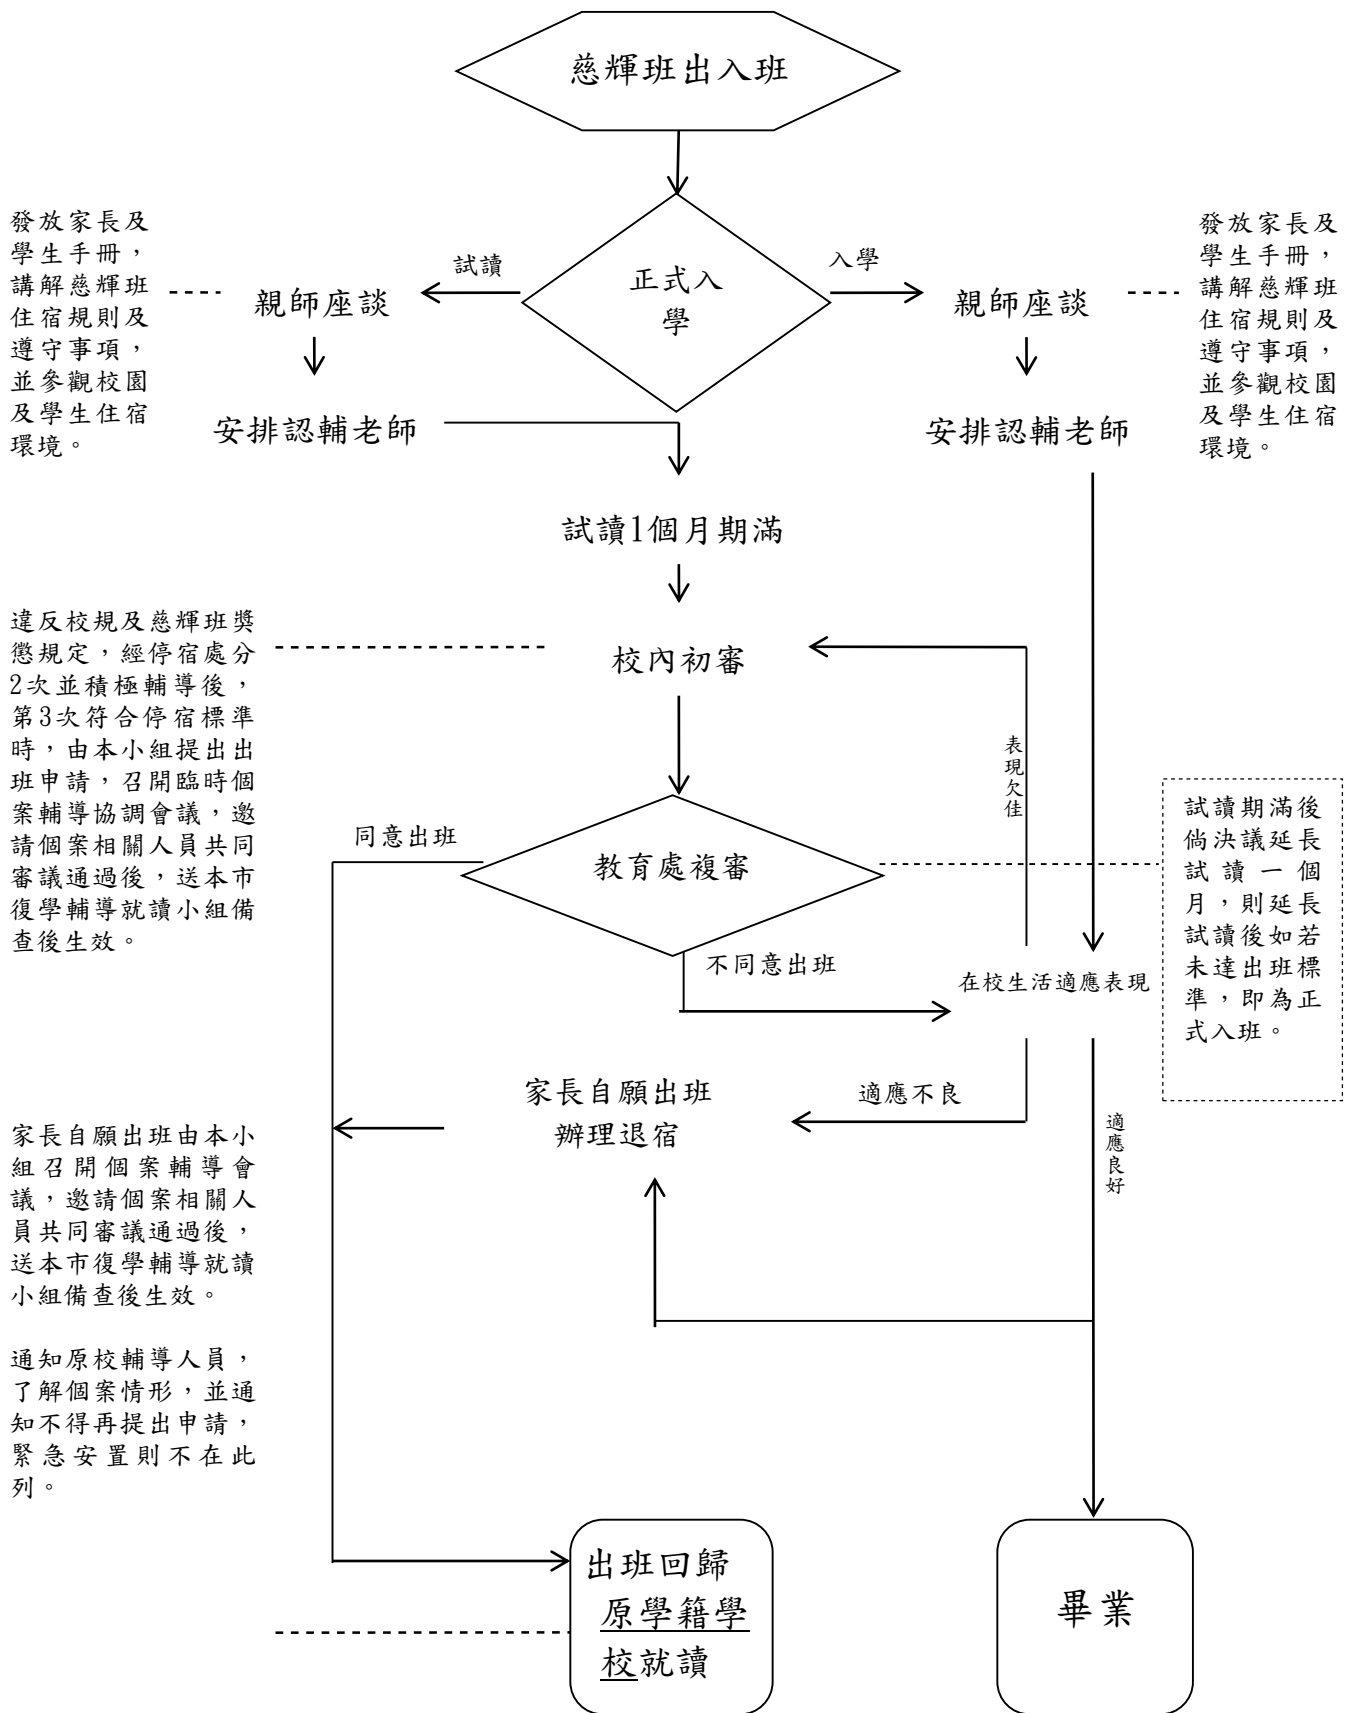 慈輝班出入班
發放家長及
學生手冊，
講解慈輝班
住宿規則及
遵守事項，
並參觀校園
及學生住宿
環境。
試讀
正式入
學
入學
發放家長及
學生手冊，
講解慈輝班
住宿規則及
遵守事項，
並參觀校園
及學生住宿
環境。
親師座談
親師座談
安排認輔老師
安排認輔老師
試讀1個月期滿
違反校規及慈輝班獎
懲規定，經停宿處分
2次並積極輔導後，
第3次符合停宿標準
時，由本小組提出出
班申請，召開臨時個
案輔導協調會議，邀
請個案相關人員共同
審議通過後，送本市
復學輔導就讀小組備
查後生效。
校內初審
表現欠佳
同意出班
教育處複審
試讀期滿後
倘決議延長
試讀一個
月，則延長
試讀後如若
未達出班標
準，即為正
式入班。
不同意出班
在校生活適應表現
家長自願出班
辦理退宿
適應不良
適應良好
家長自願出班由本小
組召開個案輔導會
議，邀請個案相關人
員共同審議通過後，
送本市復學輔導就讀
小組備查後生效。
通知原校輔導人員，
了解個案情形，並通
知不得再提出申請，
緊急安置則不在此
列。
出班回歸
原學籍學
校就讀
畢業